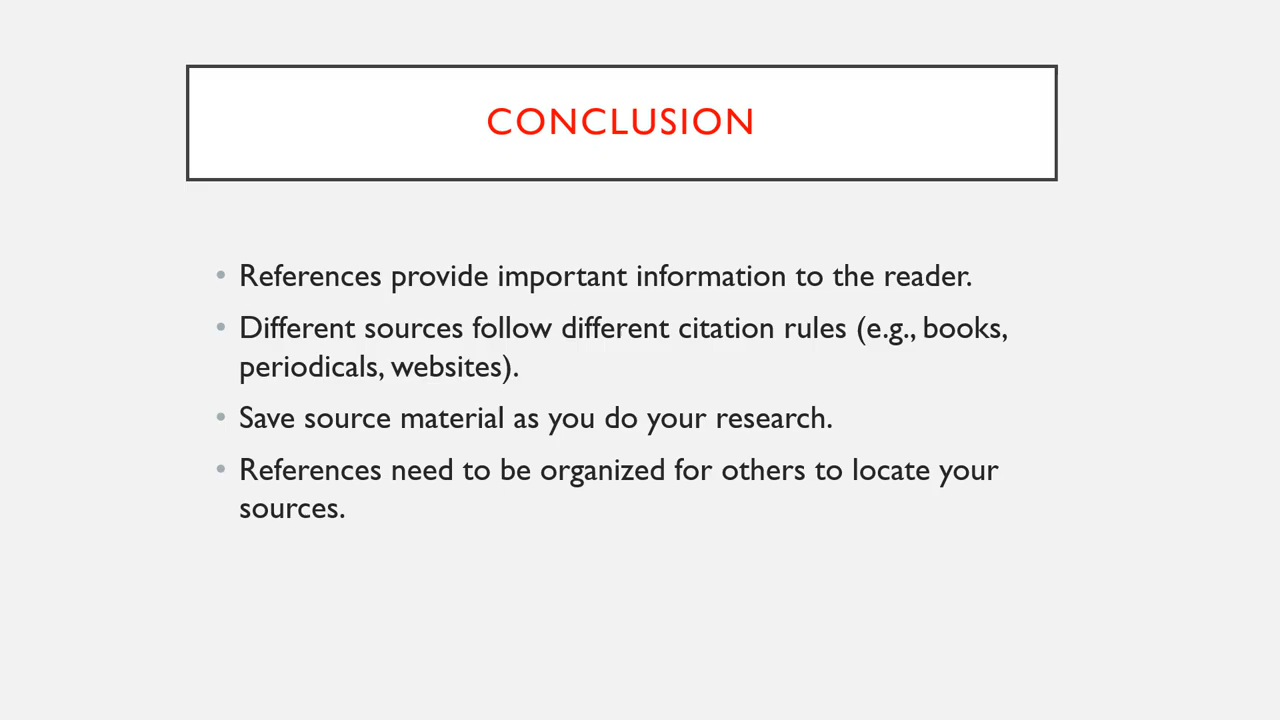 CONCLUSION
• References provide important information to the reader.
• Different sources follow different citation rules (e.g., books,
periodicals, websites).
• Save source material as you do your research.
• References need to be organized for others to locate your
sources.